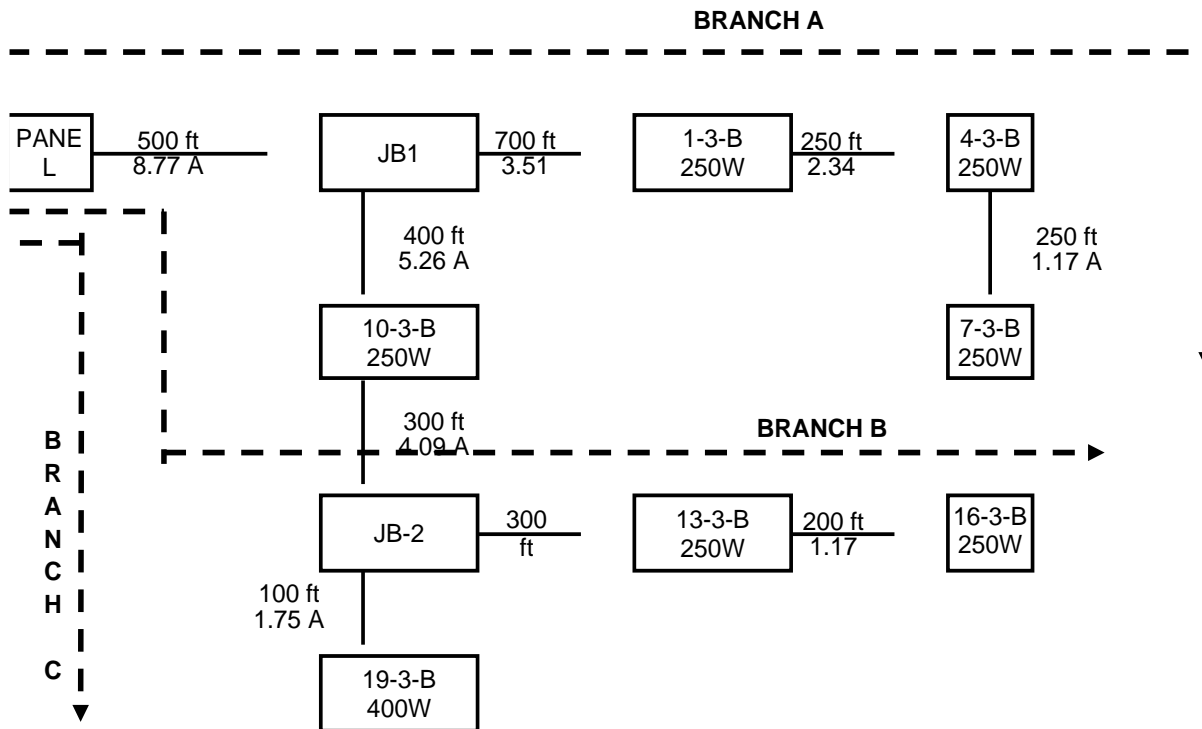 BRANCH A
PANE
L
500 ft
8.77 A
JB1
700 ft
3.51
1-3-B
250W
250 ft
2.34
4-3-B
250W
400 ft
5.26 A
250 ft
1.17 A
10-3-B
250W
7-3-B
250W
300 ft
4.09 A
BRANCH B
B
R
A
N
C
H
C
JB-2
300
ft
13-3-B
250W
200 ft
1.17
16-3-B
250W
100 ft
1.75 A
19-3-B
400W